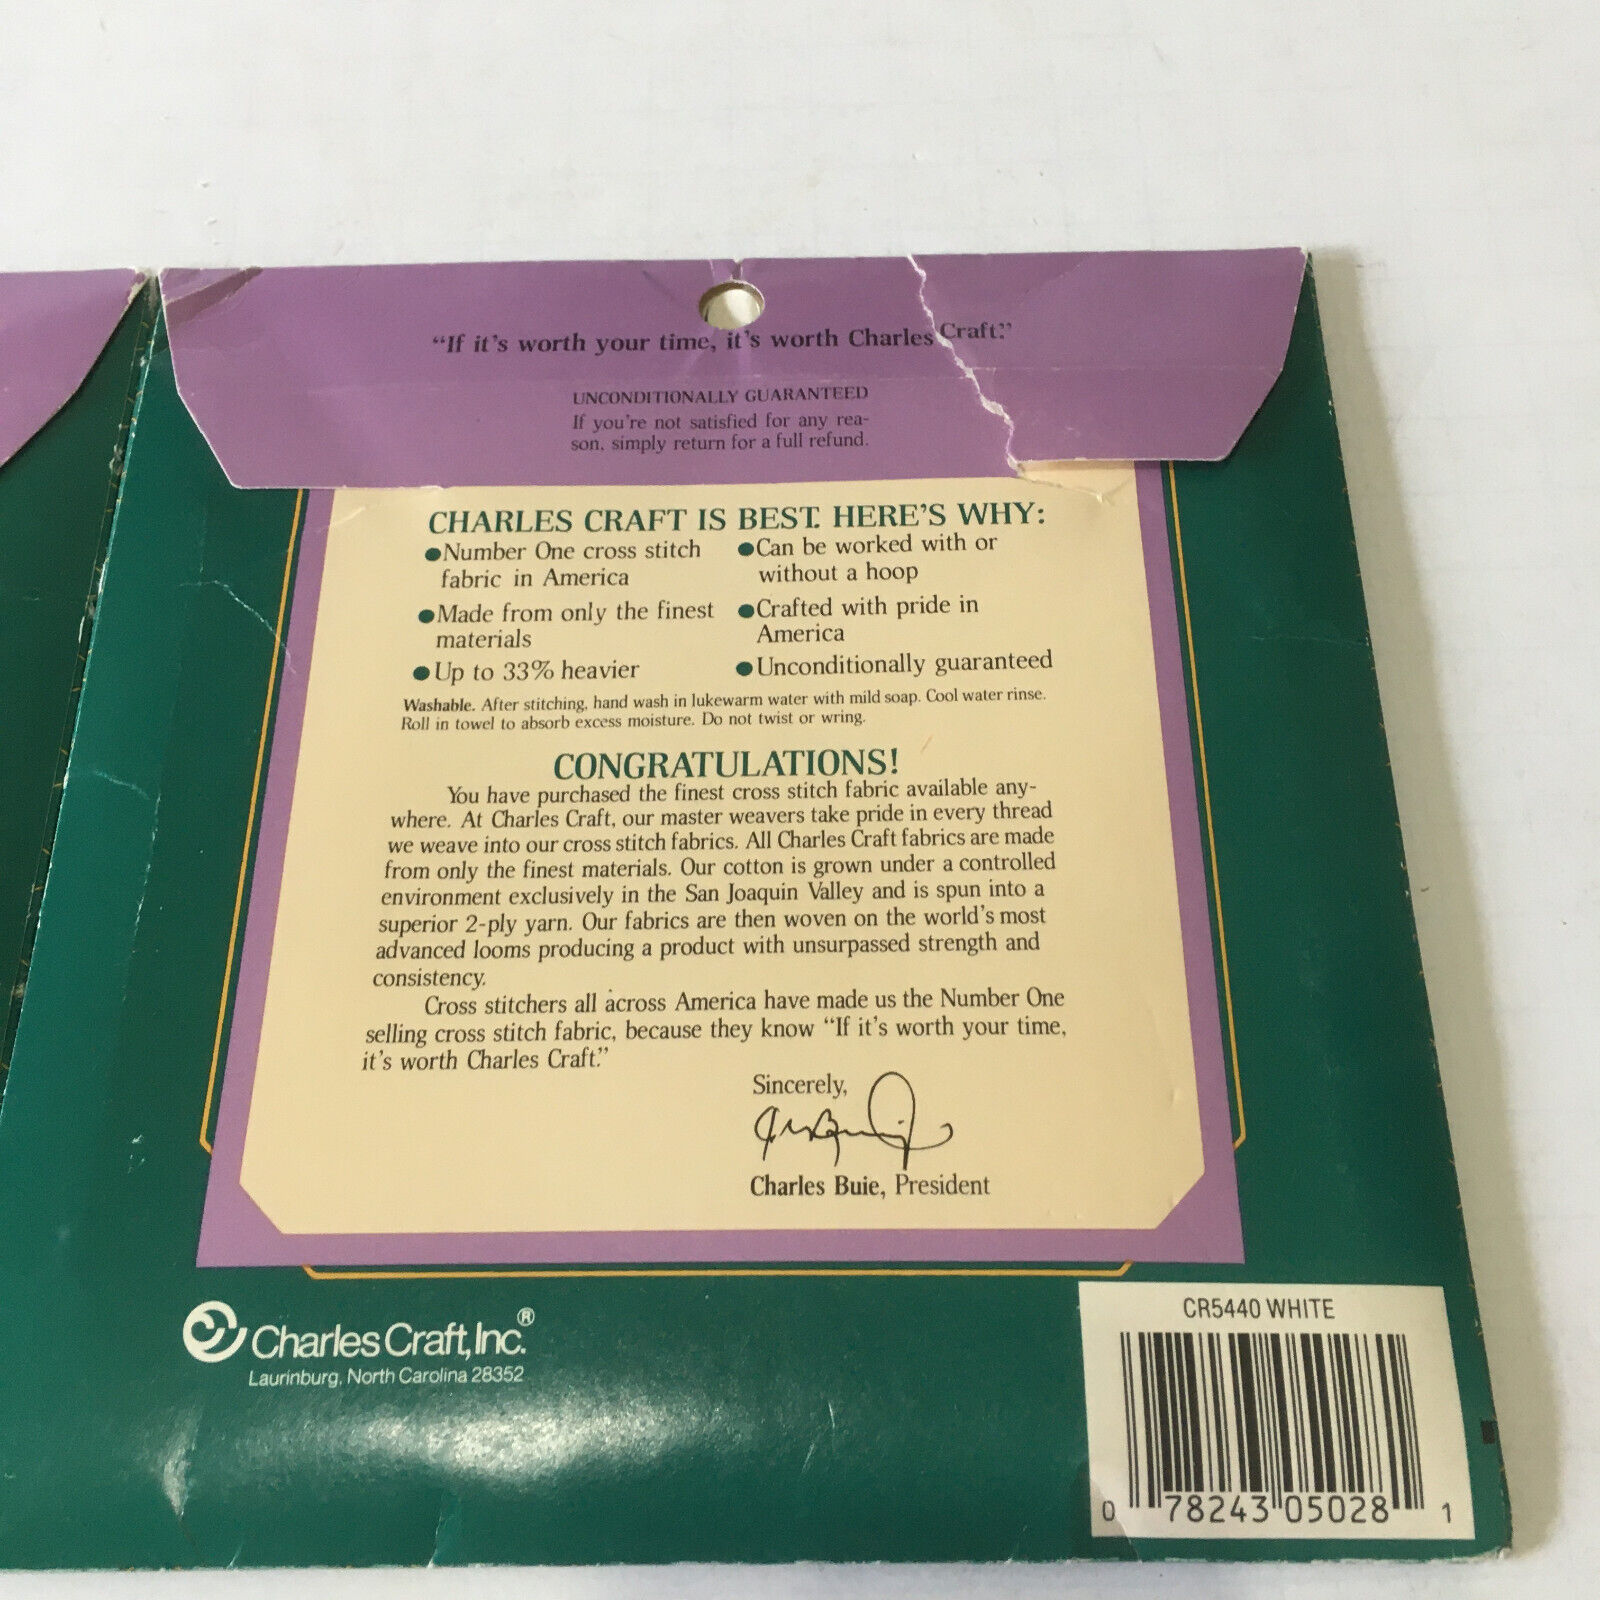 “If it's worth your time, it's worth Charles Craft.”
UNCONDITIONALLY GUARANTEED
If you're not satisfied for any rea-
son, simply return for a full refund.
CHARLES CRAFT IS BEST. HERE'S WHY:
●Number One cross stitch
fabric in America
●Made from only the finest
materials
●Up to 33% heavier
●Can be worked with or
without a hoop
●Crafted with pride in
America
●Unconditionally guaranteed
Washable. After stitching, hand wash in lukewarm water with mild soap. Cool water rinse.
Roll in towel to absorb excess moisture. Do not twist or wring.
CONGRATULATIONS!
You have purchased the finest cross stitch fabric available any-
where. At Charles Craft, our master weavers take pride in every thread
we weave into our cross stitch fabrics. All Charles Craft fabrics are made
from only the finest materials. Our cotton is grown under a controlled
environment exclusively in the San Joaquin Valley and is spun into a
superior 2-ply yarn. Our fabrics are then woven on the world's most
advanced looms producing a product with unsurpassed strength and
consistency.
Cross stitchers all across America have made us the Number One
selling cross stitch fabric, because they know “If it's worth your time,
it's worth Charles Craft.”
Sincerely,
Charles Buie, President
Charles Craft, Inc.®
Laurinburg, North Carolina 28352
CR5440 WHITE
0 78243 05028 1